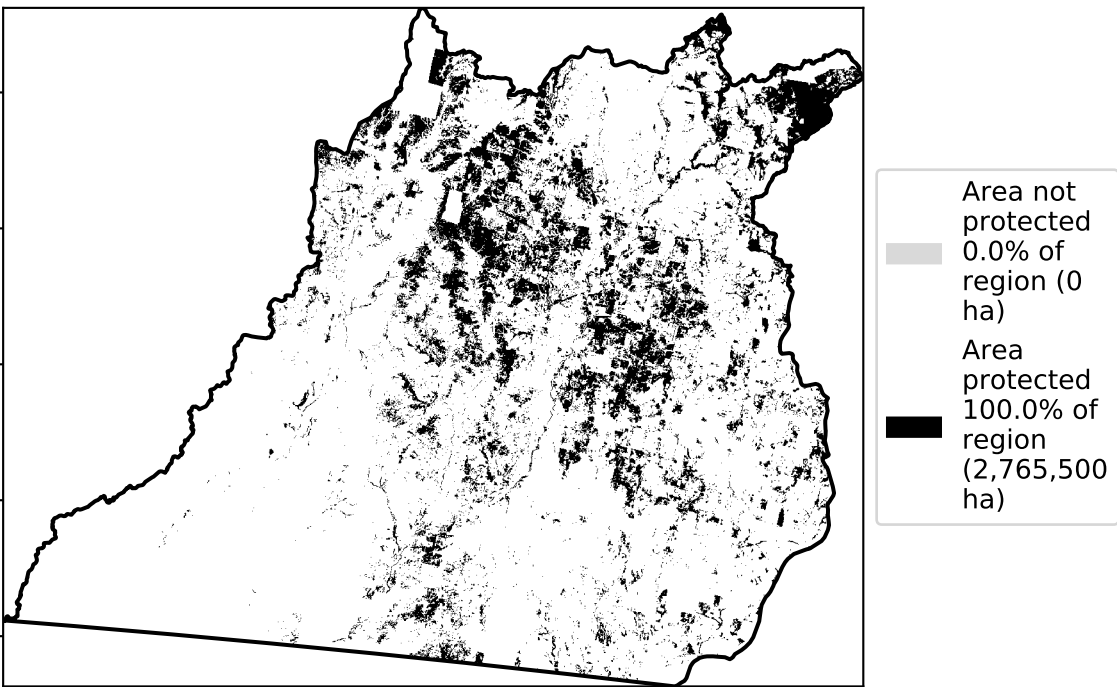 Area not
protected
0.0% of
region (0
ha)
Area
protected
100.0% of
region
(2,765,500
ha)